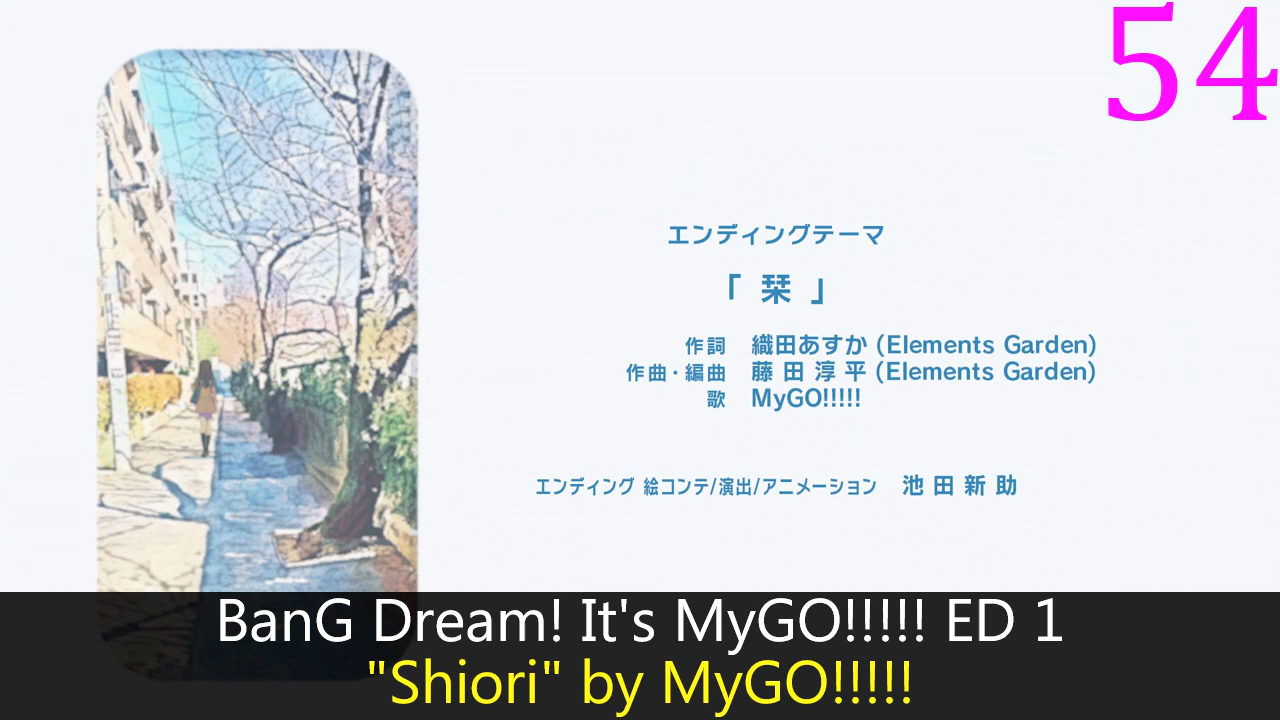 54
エンディングテーマ
「 栞 」
作詞 織田あすか (Elements Garden)
作曲・編曲 藤田淳平 (Elements Garden)
歌 MyGO!!!!!
エンディング 絵コンテ/演出/アニメーション 池田新助
BanG Dream! It's MyGO!!!!! ED 1
"Shiori" by MyGO!!!!!